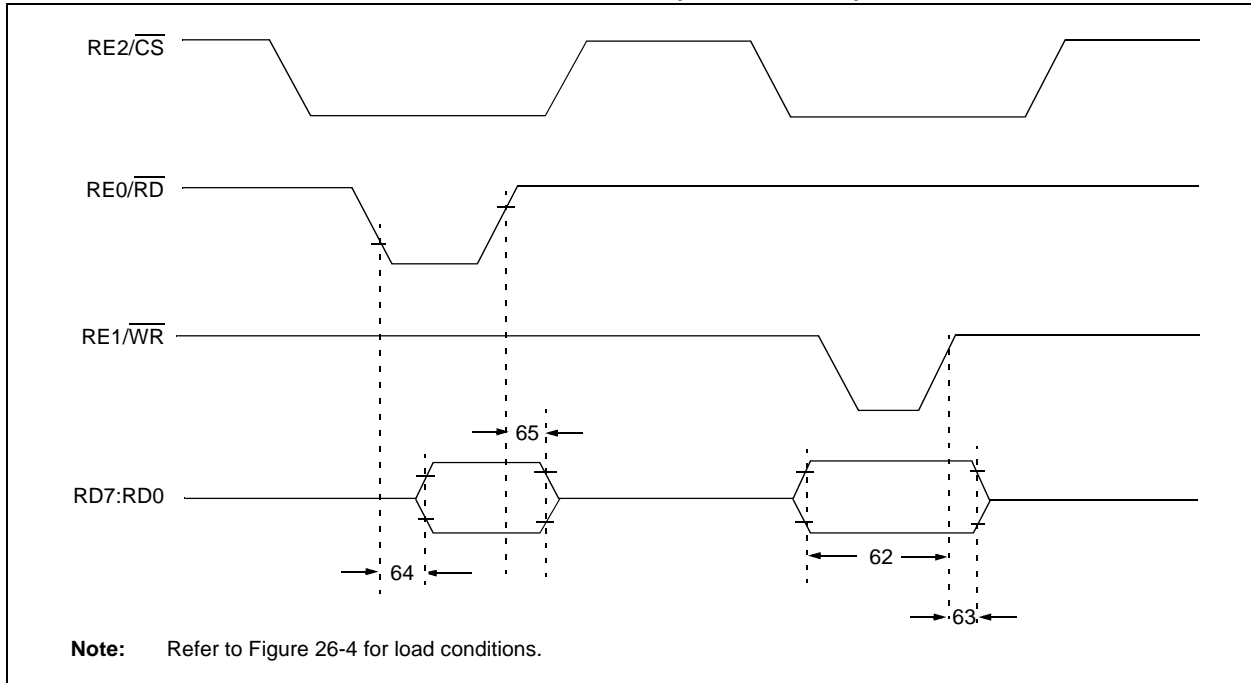 RE2/CS
RE0/RD
RE1/WR
65
RD7:RD0
64
62
63
Note: Refer to Figure 26-4 for load conditions.